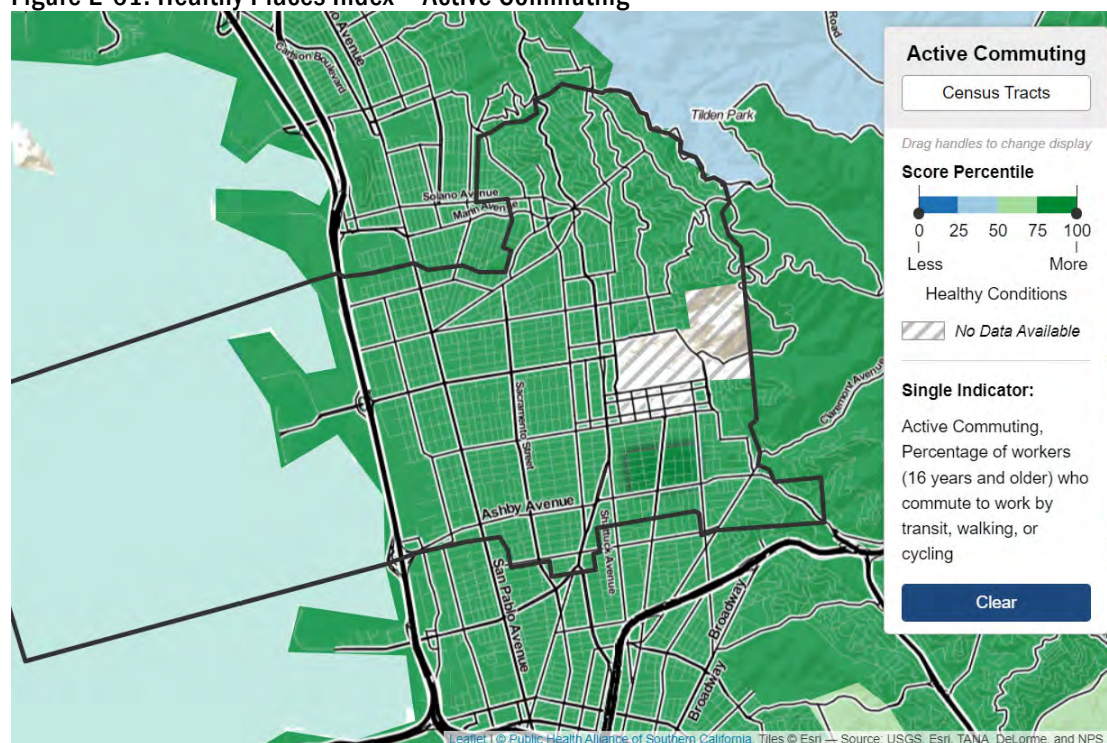 Figure E-61: Healthy Places Index – Active Commuting
Avenue
Road
Carlson Boulevard
Active Commuting
Census Tracts
Tilden Park
Drag handles to change display
Score Percentile
0 25 50 75 100
Less More
Healthy Conditions
No Data Available
Solano Avenue
Marin Avenue
Single Indicator:
Active Commuting,
Percentage of workers
(16 years and older) who
commute to work by
transit, walking, or
cycling
Clear
Claremont Avenue
Sacramento Street
Ashby Avenue
Shattuck Avenue
San Pablo Avenue
Broadway
Broadway
Leaflet | © Public Health Alliance of Southern California, Tiles © Esri — Source: USGS, Esri, TANA, DeLorme, and NPS